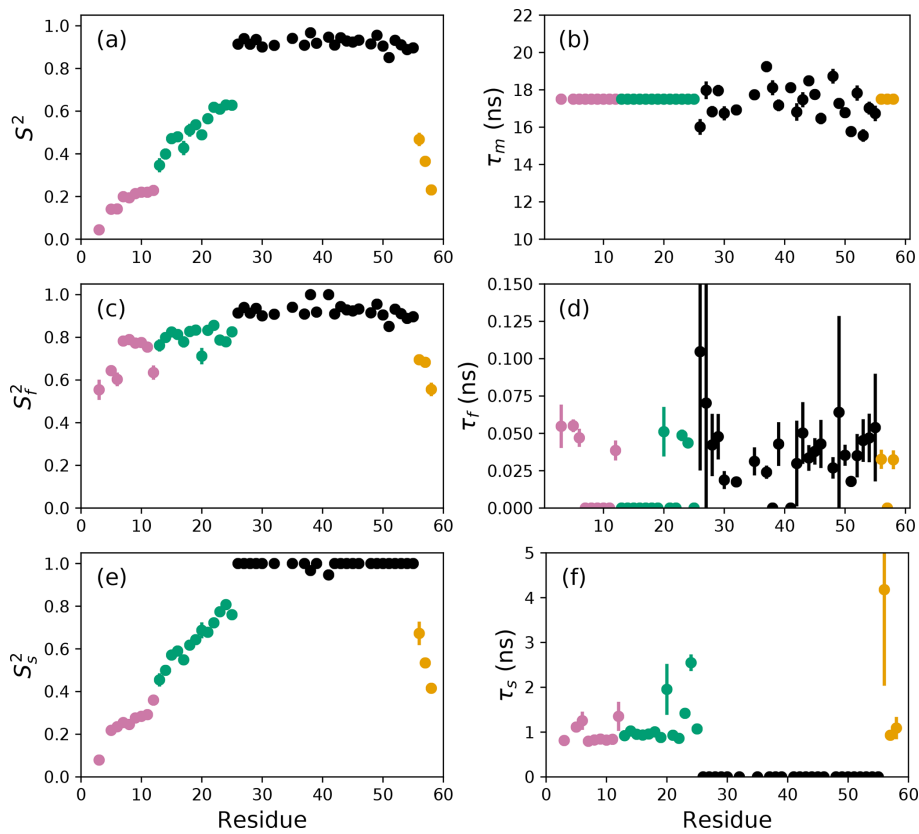 (a)
S²
1.0
0.8
0.6
0.4
0.2
0.0
0 10 20 30 40 50 60
(b)
τm (ns)
22
20
18
16
14
12
10
0 10 20 30 40 50 60
(c)
S²f
1.0
0.8
0.6
0.4
0.2
0.0
0 10 20 30 40 50 60
(d)
τf (ns)
0.150
0.125
0.100
0.075
0.050
0.025
0.000
0 10 20 30 40 50 60
(e)
S²s
1.0
0.8
0.6
0.4
0.2
0.0
0 10 20 30 40 50 60
Residue
(f)
τs (ns)
5
4
3
2
1
0
0 10 20 30 40 50 60
Residue